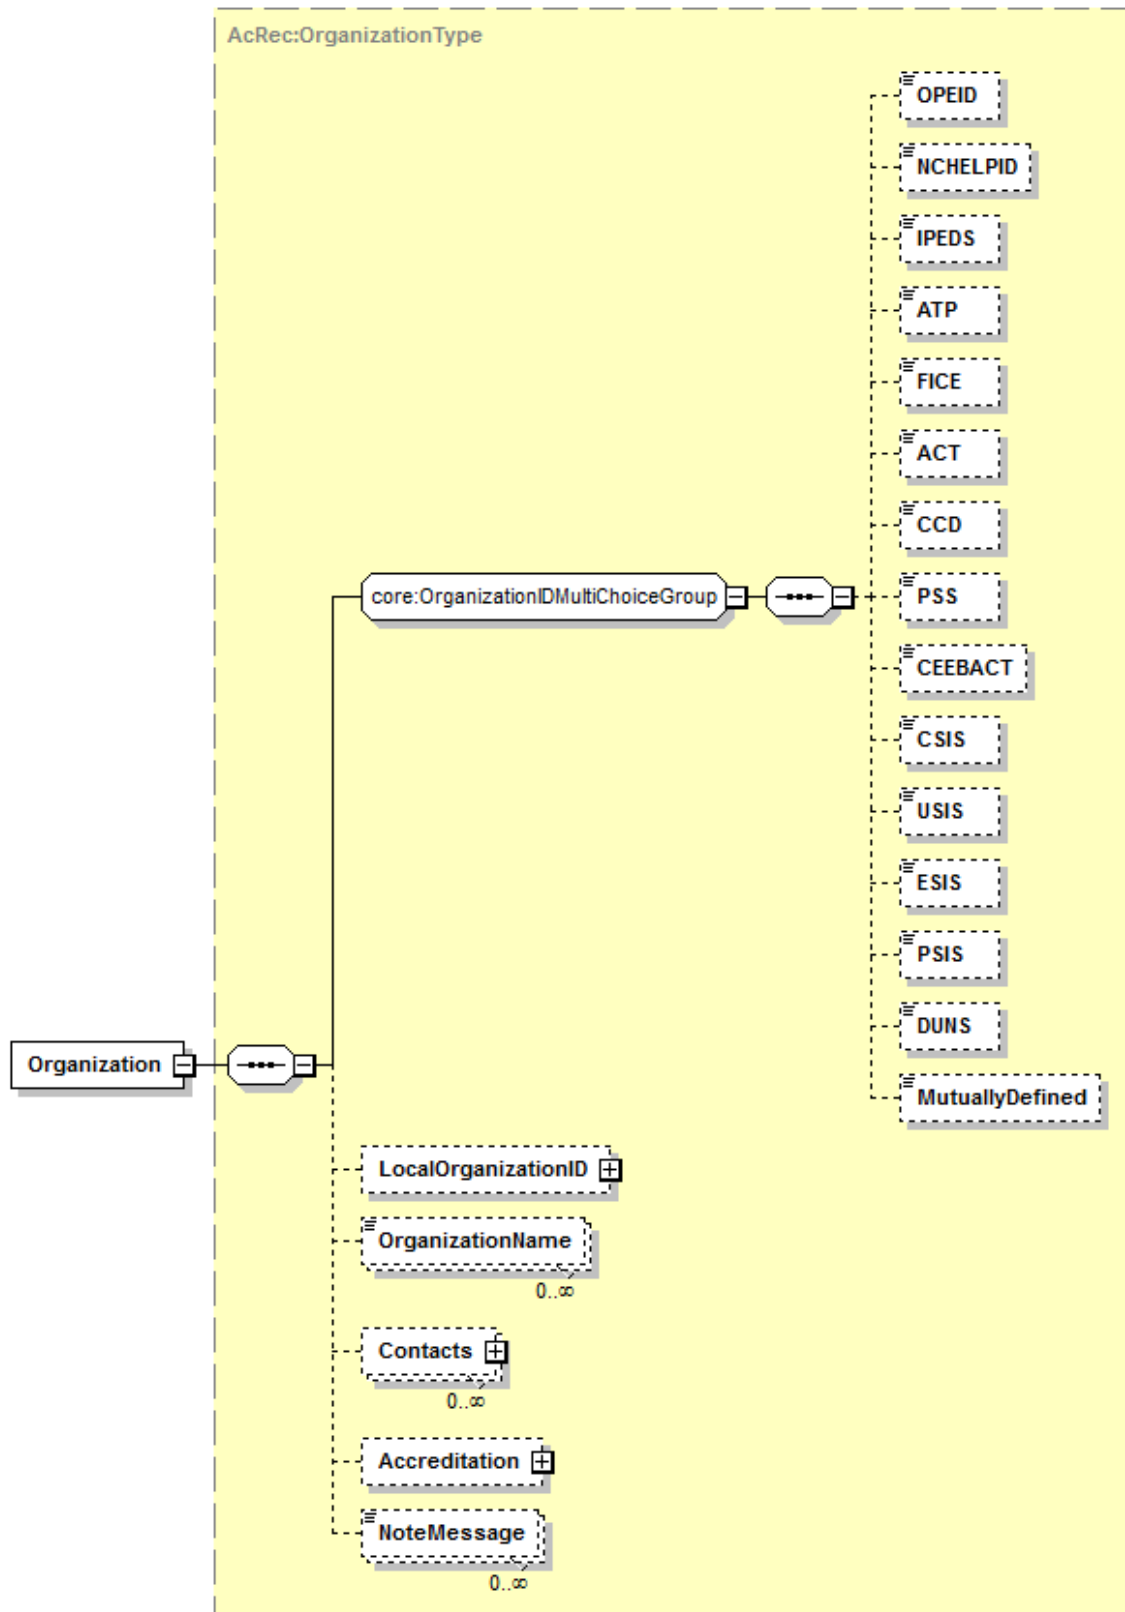 AcRec:OrganizationType
OPEID
NCHELPID
IPEDS
ATP
FICE
ACT
CCD
core:OrganizationIDMultiChoiceGroup
PSS
CEEBACT
CSIS
USIS
ESIS
PSIS
DUNS
Organization
MutuallyDefined
LocalOrganizationID
OrganizationName
0..∞
Contacts
0..∞
Accreditation
NoteMessage
0..∞